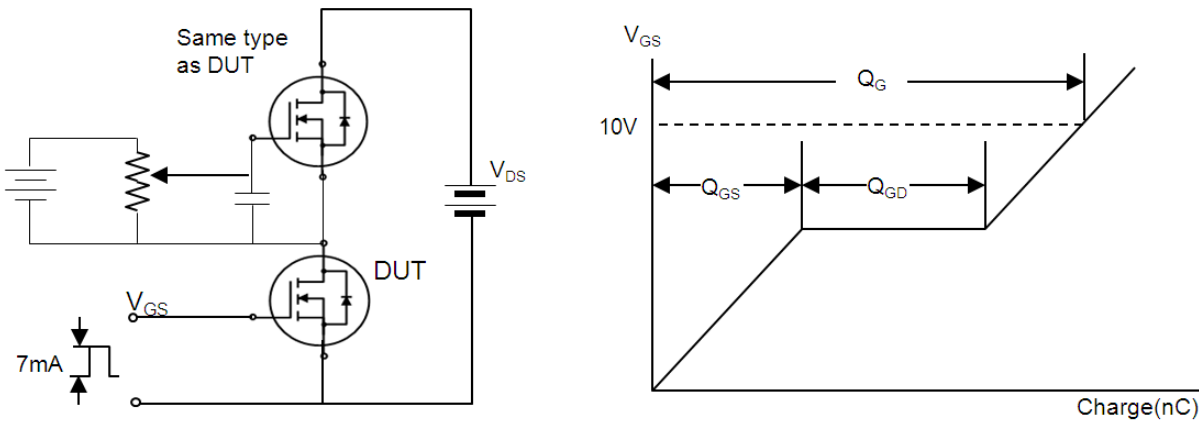 Same type
as DUT
V_DS
DUT
V_GS
7mA
V_GS
Q_G
10V
Q_GS
Q_GD
Charge(nC)